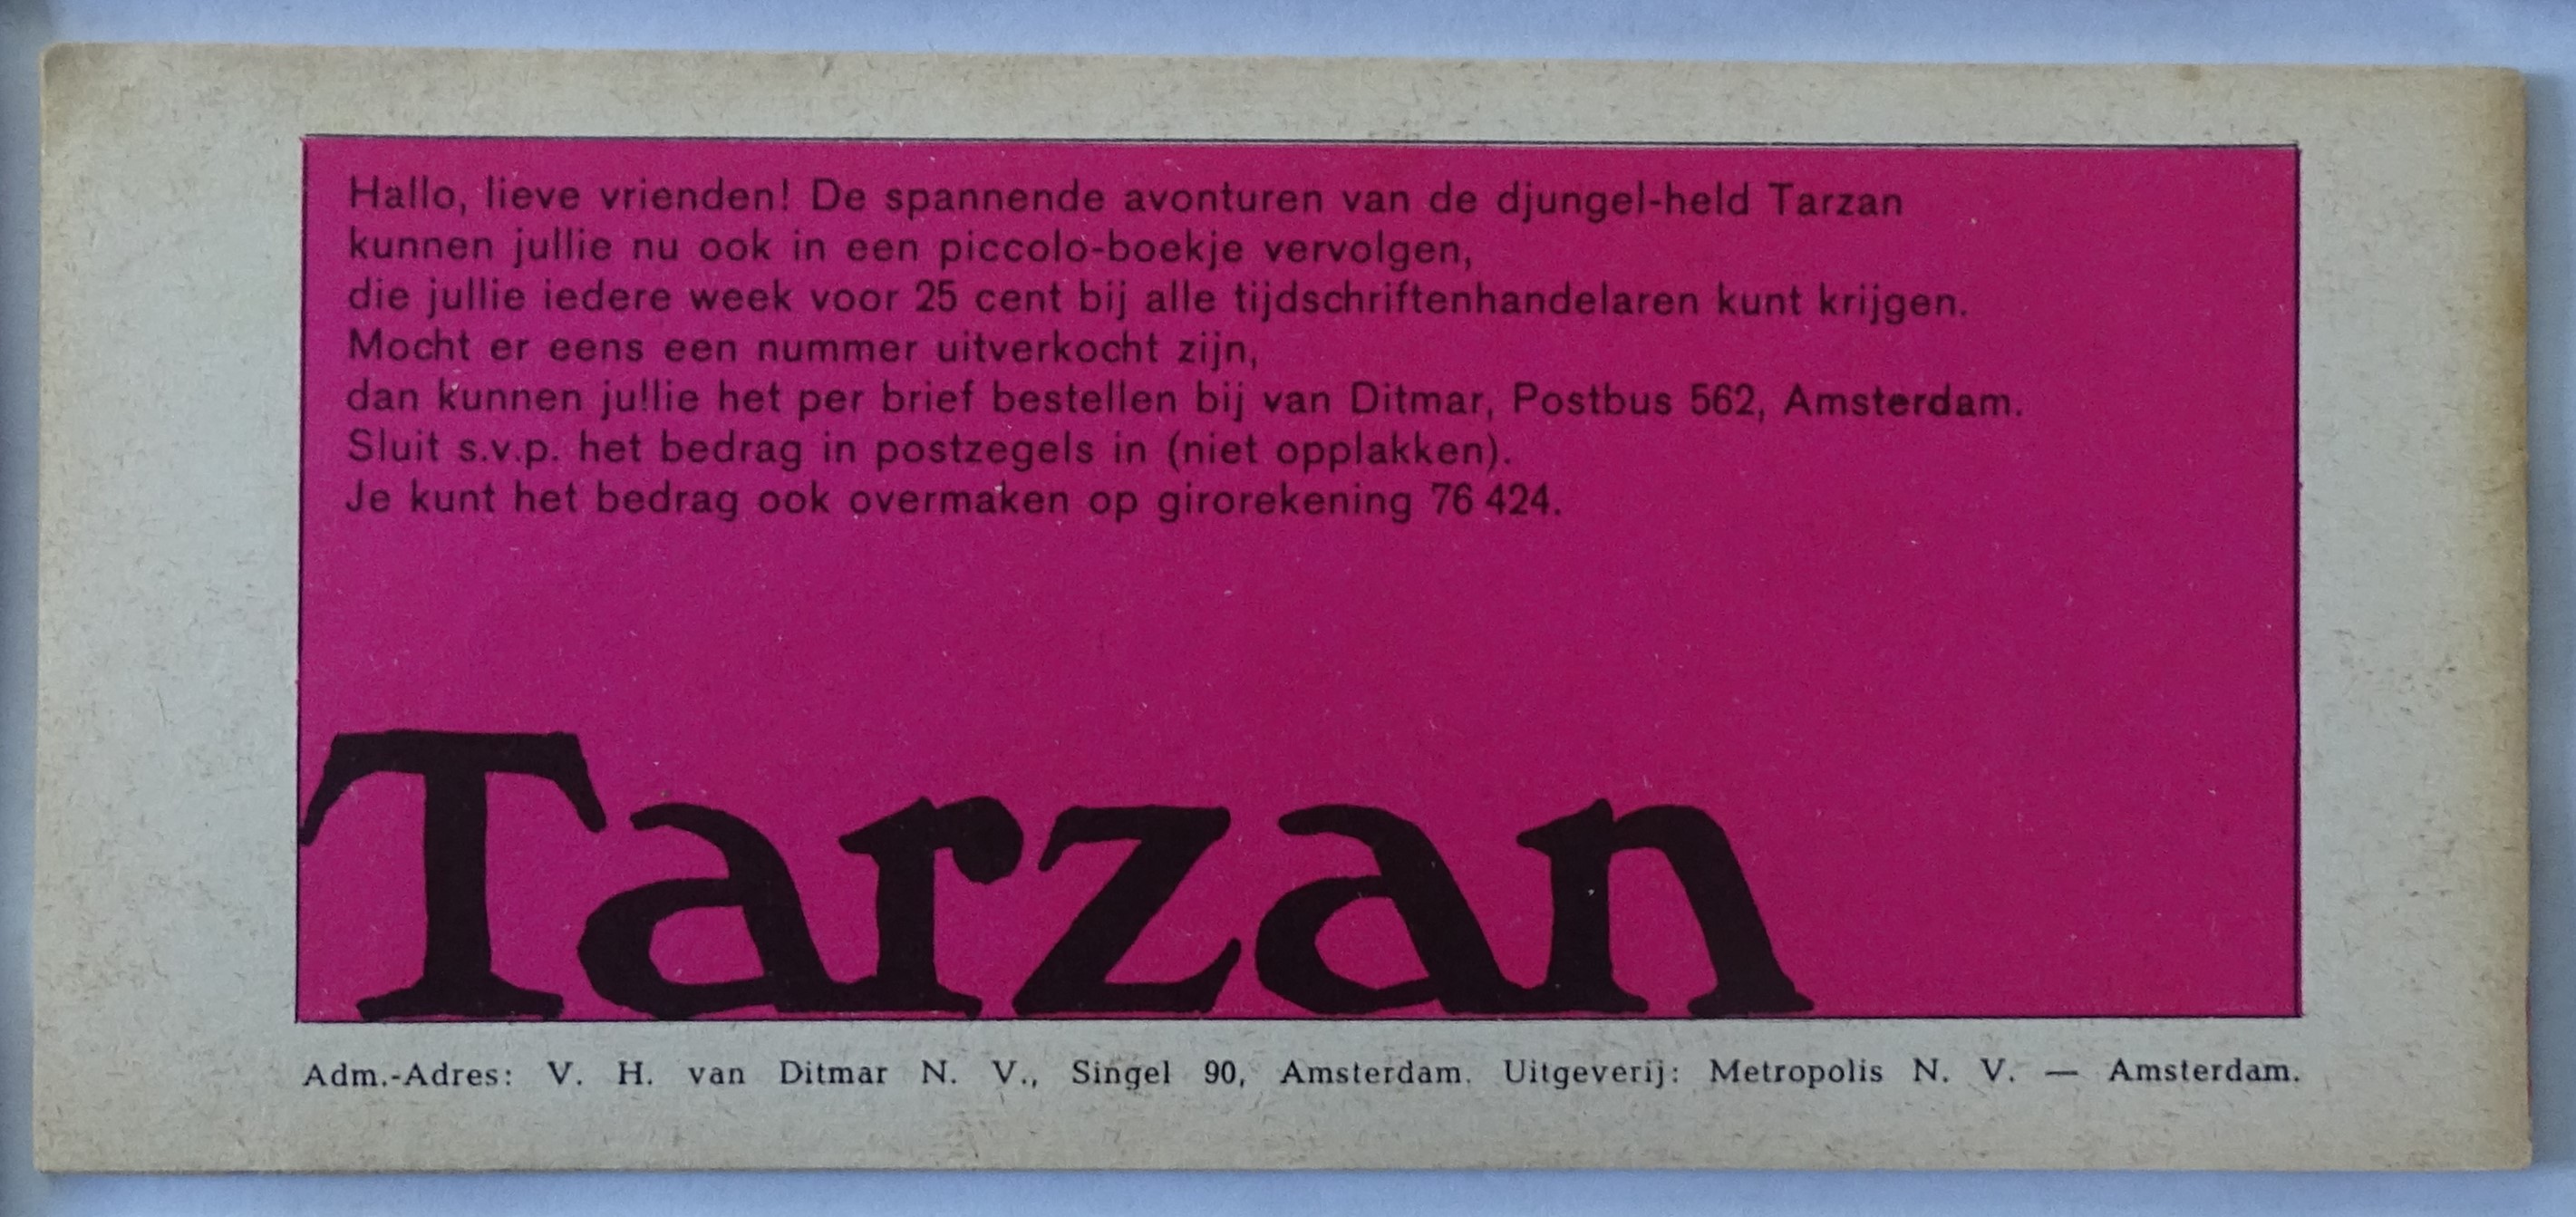 Hallo, lieve vrienden! De spannende avonturen van de djungel-held Tarzan
kunnen jullie nu ook in een piccolo-boekje vervolgen,
die jullie iedere week voor 25 cent bij alle tijdschriftenhandelaren kunt krijgen.
Mocht er eens een nummer uitverkocht zijn,
dan kunnen jullie het per brief bestellen bij van Ditmar, Postbus 562, Amsterdam.
Sluit s.v.p. het bedrag in postzegels in (niet opplakken).
Je kunt het bedrag ook overmaken op girorekening 76 424.
Tarzan
Adm.-Adres: V. H. van Ditmar N. V., Singel 90, Amsterdam. Uitgeverij: Metropolis N. V. — Amsterdam.